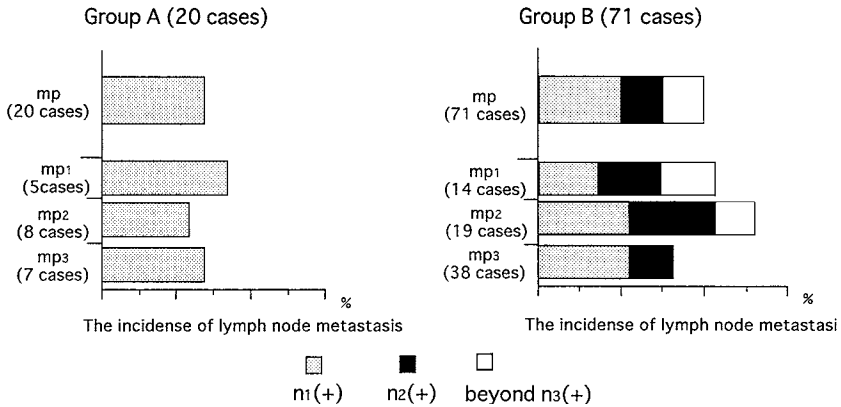 Group A (20 cases)
Group B (71 cases)
mp
(20 cases)
mp1
(5cases)
mp2
(8 cases)
mp3
(7 cases)
%
The incidense of lymph node metastasis
mp
(71 cases)
mp1
(14 cases)
mp2
(19 cases)
mp3
(38 cases)
%
The incidense of lymph node metastasi
n1(+)
n2(+)
beyond n3(+)